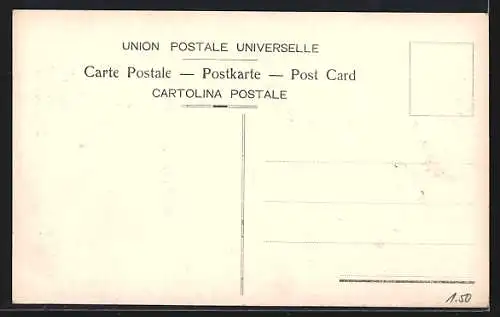 UNION POSTALE UNIVERSELLE
Carte Postale — Postkarte — Post Card
CARTOLINA POSTALE
1.50